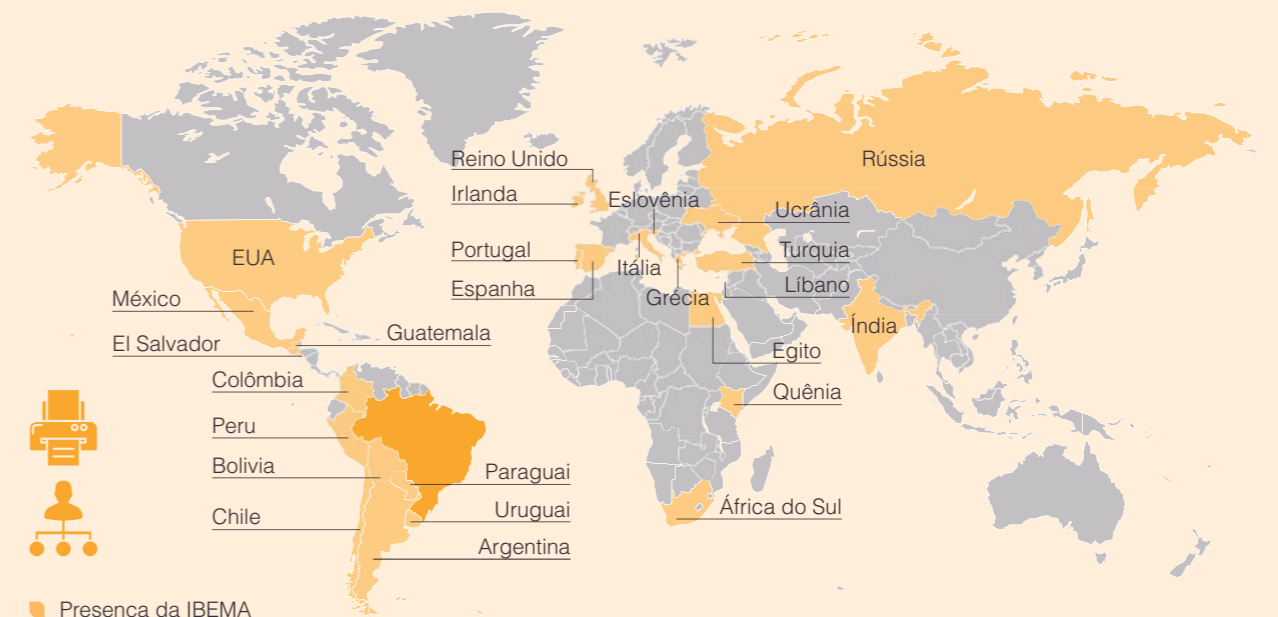 Reino Unido
Rússia
Irlanda
Eslovênia
Ucrânia
Portugal
Turquia
EUA
Itália
Espanha
Líbano
México
Grécia
Guatemala
Índia
El Salvador
Egito
Colômbia
Quênia
Peru
Bolivia
Paraguai
Uruguai
África do Sul
Chile
Argentina
Presença da IBEMA